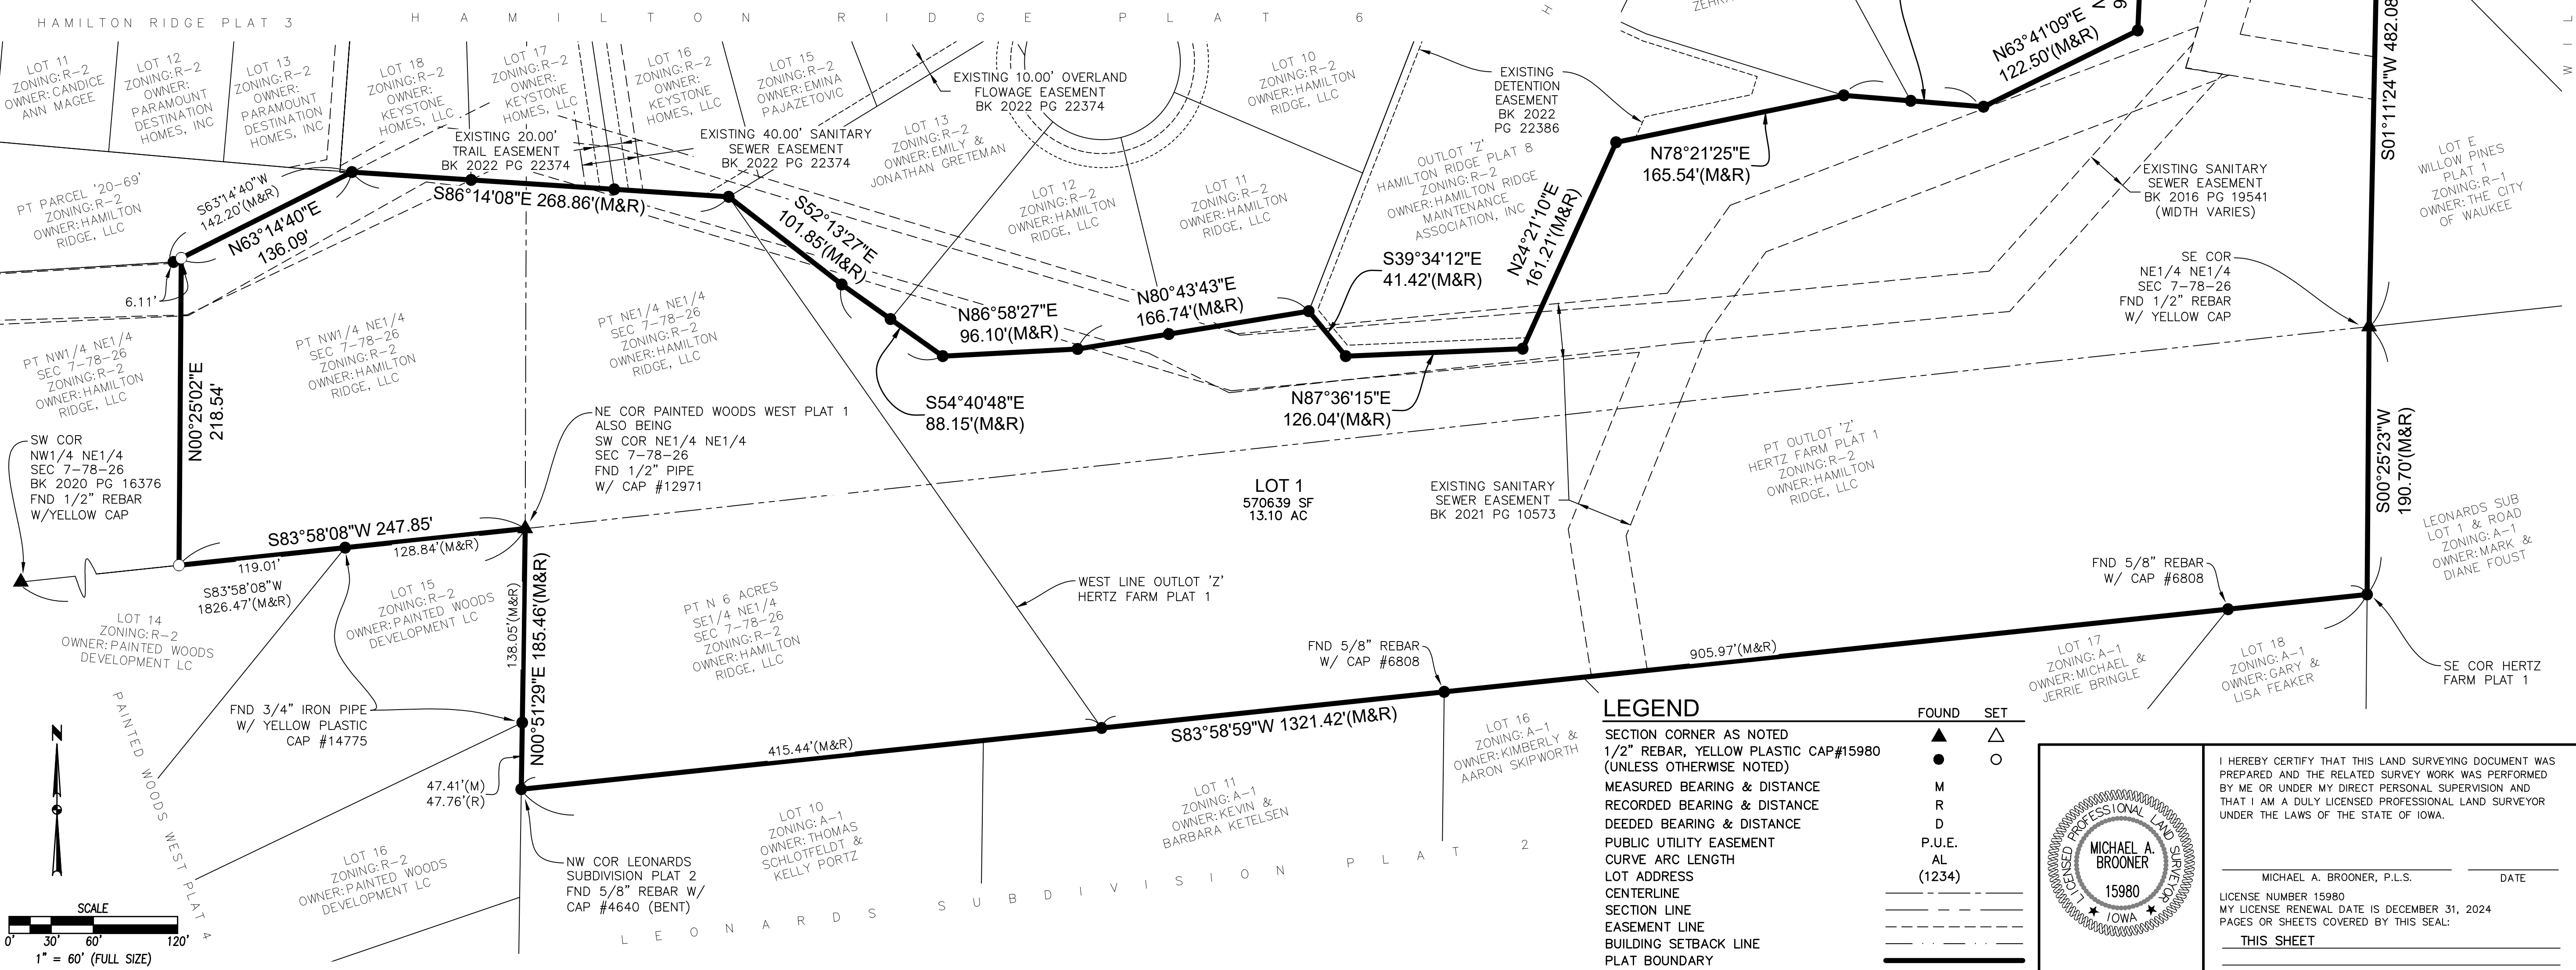 HAMILTON RIDGE PLAT 3
HAMILTON RIDGE PLAT 6
LOT 11
ZONING: R-2
OWNER: CANDICE
ANN MAGEE
LOT 12
ZONING: R-2
OWNER:
PARAMOUNT
DESTINATION
HOMES, INC
LOT 13
ZONING: R-2
OWNER:
PARAMOUNT
DESTINATION
HOMES, INC
LOT 18
ZONING: R-2
OWNER:
KEYSTONE
HOMES, LLC
LOT 17
ZONING: R-2
OWNER:
KEYSTONE
HOMES, LLC
LOT 16
ZONING: R-2
OWNER:
KEYSTONE
HOMES, LLC
LOT 15
ZONING: R-2
OWNER: EMINA
PAJAZETOVIC
EXISTING 10.00' OVERLAND
FLOWAGE EASEMENT
BK 2022 PG 22374
LOT 10
ZONING: R-2
OWNER: HAMILTON
RIDGE, LLC
EXISTING
DETENTION
EASEMENT
BK 2022
PG 22386
N63°41'09"E
122.50'(M&R)
S01°11'24"W 482.08
EXISTING 20.00'
TRAIL EASEMENT
BK 2022 PG 22374
EXISTING 40.00' SANITARY
SEWER EASEMENT
BK 2022 PG 22374
LOT 13
ZONING: R-2
OWNER: EMILY &
JONATHAN GRETEMAN
LOT 12
ZONING: R-2
OWNER: HAMILTON
RIDGE, LLC
LOT 11
ZONING: R-2
OWNER: HAMILTON
RIDGE, LLC
OUTLOT 'Z'
HAMILTON RIDGE PLAT 8
ZONING: R-2
OWNER: HAMILTON RIDGE
MAINTENANCE
ASSOCIATION, INC
N78°21'25"E
165.54'(M&R)
EXISTING SANITARY
SEWER EASEMENT
BK 2016 PG 19541
(WIDTH VARIES)
LOT E
WILLOW PINES
PLAT 1
ZONING: R-1
OWNER: THE CITY
OF WAUKEE
PT PARCEL '20-69'
ZONING: R-2
OWNER: HAMILTON
RIDGE, LLC
S63°14'40"W
142.20'(M&R)
N63°14'40"E
136.09'
6.11'
S86°14'08"E 268.86'(M&R)
S52°13'27"E
101.85'(M&R)
N86°58'27"E
96.10'(M&R)
N80°43'43"E
166.74'(M&R)
S39°34'12"E
41.42'(M&R)
N24°21'10"E
161.21'(M&R)
SE COR
NE1/4 NE1/4
SEC 7-78-26
FND 1/2" REBAR
W/ YELLOW CAP
PT NW1/4 NE1/4
SEC 7-78-26
ZONING: R-2
OWNER: HAMILTON
RIDGE, LLC
PT NW1/4 NE1/4
SEC 7-78-26
ZONING: R-2
OWNER: HAMILTON
RIDGE, LLC
PT NE1/4 NE1/4
SEC 7-78-26
ZONING: R-2
OWNER: HAMILTON
RIDGE, LLC
N00°25'02"E
218.54'
S54°40'48"E
88.15'(M&R)
N87°36'15"E
126.04'(M&R)
SW COR
NW1/4 NE1/4
SEC 7-78-26
BK 2020 PG 16376
FND 1/2" REBAR
W/YELLOW CAP
NE COR PAINTED WOODS WEST PLAT 1
ALSO BEING
SW COR NE1/4 NE1/4
SEC 7-78-26
FND 1/2" PIPE
W/ CAP #12971
LOT 1
570639 SF
13.10 AC
EXISTING SANITARY
SEWER EASEMENT
BK 2021 PG 10573
PT OUTLOT 'Z'
HERTZ FARM PLAT 1
ZONING: R-2
OWNER: HAMILTON
RIDGE, LLC
S00°25'23"W
190.70'(M&R)
LEONARDS SUB
LOT 1 & ROAD
ZONING: A-1
OWNER: MARK &
DIANE FOUST
S83°58'08"W 247.85'
128.84'(M&R)
119.01'
S83°58'08"W
1826.47'(M&R)
LOT 14
ZONING: R-2
OWNER: PAINTED WOODS
DEVELOPMENT LC
LOT 15
ZONING: R-2
OWNER: PAINTED WOODS
DEVELOPMENT LC
138.05'(M&R)
N00°51'29"E 185.46'(M&R)
PT N 6 ACRES
SE1/4 NE1/4
SEC 7-78-26
ZONING: R-2
OWNER: HAMILTON
RIDGE, LLC
WEST LINE OUTLOT 'Z'
HERTZ FARM PLAT 1
FND 5/8" REBAR
W/ CAP #6808
FND 5/8" REBAR
W/ CAP #6808
905.97'(M&R)
LOT 17
ZONING: A-1
OWNER: MICHAEL &
JERRIE BRINGLE
LOT 18
ZONING: A-1
OWNER: GARY &
LISA FEAKER
SE COR HERTZ
FARM PLAT 1
PAINTED WOODS WEST PLAT 4
FND 3/4" IRON PIPE
W/ YELLOW PLASTIC
CAP #14775
47.41'(M)
47.76'(R)
415.44'(M&R)
S83°58'59"W 1321.42'(M&R)
LOT 16
ZONING: A-1
OWNER: KIMBERLY &
AARON SKIPWORTH
LOT 11
ZONING: A-1
OWNER: KEVIN &
BARBARA KETELSEN
LOT 10
ZONING: A-1
OWNER: THOMAS
SCHLOTFELDT &
KELLY PORTZ
LOT 16
ZONING: R-2
OWNER: PAINTED WOODS
DEVELOPMENT LC
NW COR LEONARDS
SUBDIVISION PLAT 2
FND 5/8" REBAR W/
CAP #4640 (BENT)
LEONARDS SUBDIVISION PLAT 2
N
SCALE
0' 30' 60' 120'
1" = 60' (FULL SIZE)
LEGEND FOUND SET
SECTION CORNER AS NOTED
1/2" REBAR, YELLOW PLASTIC CAP#15980
(UNLESS OTHERWISE NOTED)
MEASURED BEARING & DISTANCE M
RECORDED BEARING & DISTANCE R
DEEDED BEARING & DISTANCE D
PUBLIC UTILITY EASEMENT P.U.E.
CURVE ARC LENGTH AL
LOT ADDRESS (1234)
CENTERLINE
SECTION LINE
EASEMENT LINE
BUILDING SETBACK LINE
PLAT BOUNDARY
LICENSED PROFESSIONAL LAND SURVEYOR
MICHAEL A.
BROONER
15980
IOWA
I HEREBY CERTIFY THAT THIS LAND SURVEYING DOCUMENT WAS
PREPARED AND THE RELATED SURVEY WORK WAS PERFORMED
BY ME OR UNDER MY DIRECT PERSONAL SUPERVISION AND
THAT I AM A DULY LICENSED PROFESSIONAL LAND SURVEYOR
UNDER THE LAWS OF THE STATE OF IOWA.
MICHAEL A. BROONER, P.L.S. DATE
LICENSE NUMBER 15980
MY LICENSE RENEWAL DATE IS DECEMBER 31, 2024
PAGES OR SHEETS COVERED BY THIS SEAL:
THIS SHEET